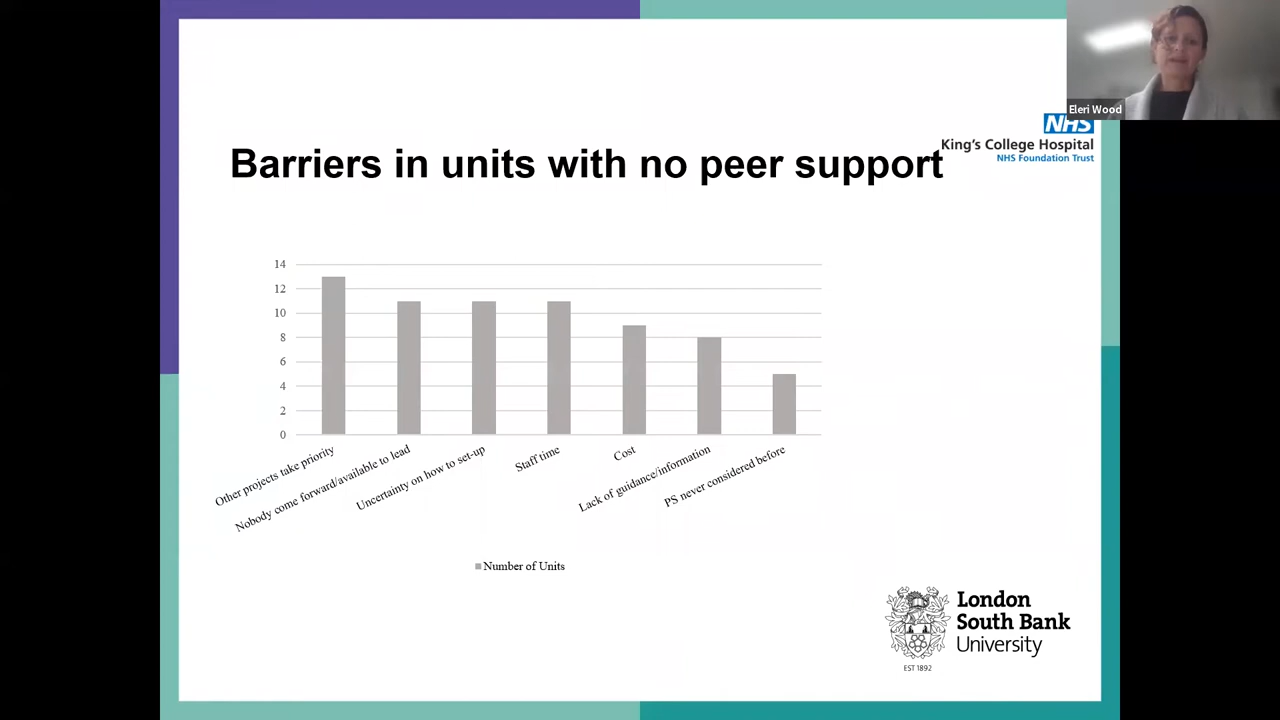 Eleri Wood
NHS
King's College Hospital
NHS Foundation Trust
Barriers in units with no peer support
14
12
10
8
6
4
2
0
Other projects take priority
Nobody come forward/available to lead
Uncertainty on how to set-up
Staff time
Cost
Lack of guidance/information
PS never considered before
Number of Units
London
South Bank
University
EST 1892